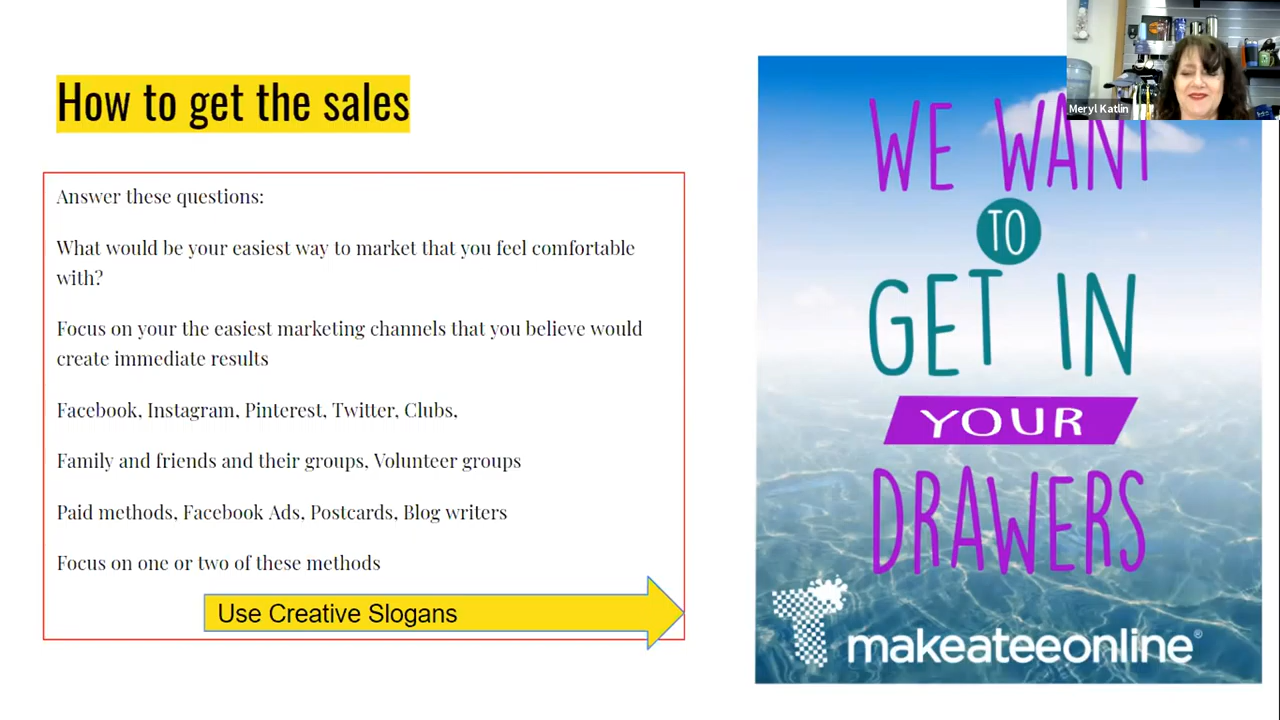 How to get the sales
Answer these questions:
What would be your easiest way to market that you feel comfortable
with?
Focus on your the easiest marketing channels that you believe would
create immediate results
Facebook, Instagram, Pinterest, Twitter, Clubs,
Family and friends and their groups, Volunteer groups
Paid methods, Facebook Ads, Postcards, Blog writers
Focus on one or two of these methods
Use Creative Slogans
Meryl Katlin
WE WANT
TO
GET IN
YOUR
DRAWERS
makeateeonline®